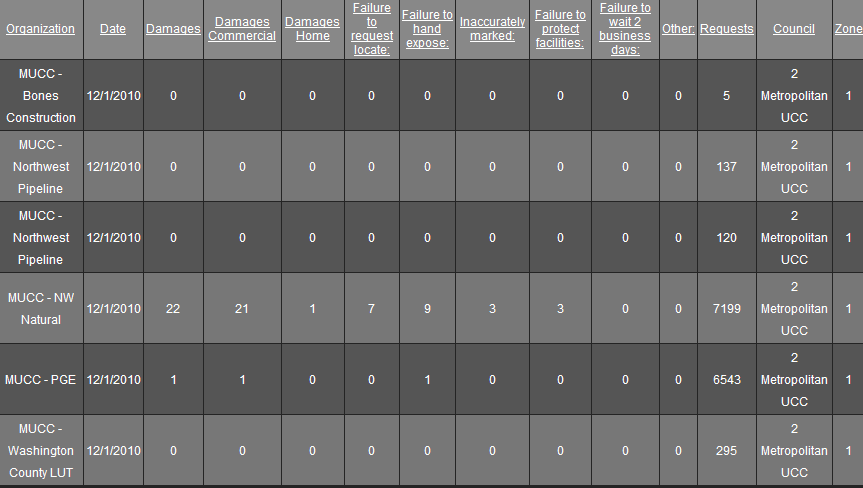 Organization Date Damages Damages Commercial Damages Home Failure to request locate: Failure to hand expose: Inaccurately marked: Failure to protect facilities: Failure to wait 2 business days: Other: Requests Council Zone
MUCC - Bones Construction 12/1/2010 0 0 0 0 0 0 0 0 0 5 2 Metropolitan UCC 1
MUCC - Northwest Pipeline 12/1/2010 0 0 0 0 0 0 0 0 0 137 2 Metropolitan UCC 1
MUCC - Northwest Pipeline 12/1/2010 0 0 0 0 0 0 0 0 0 120 2 Metropolitan UCC 1
MUCC - NW Natural 12/1/2010 22 21 1 7 9 3 3 0 0 7199 2 Metropolitan UCC 1
MUCC - PGE 12/1/2010 1 1 0 0 1 0 0 0 0 6543 2 Metropolitan UCC 1
MUCC - Washington County LUT 12/1/2010 0 0 0 0 0 0 0 0 0 295 2 Metropolitan UCC 1